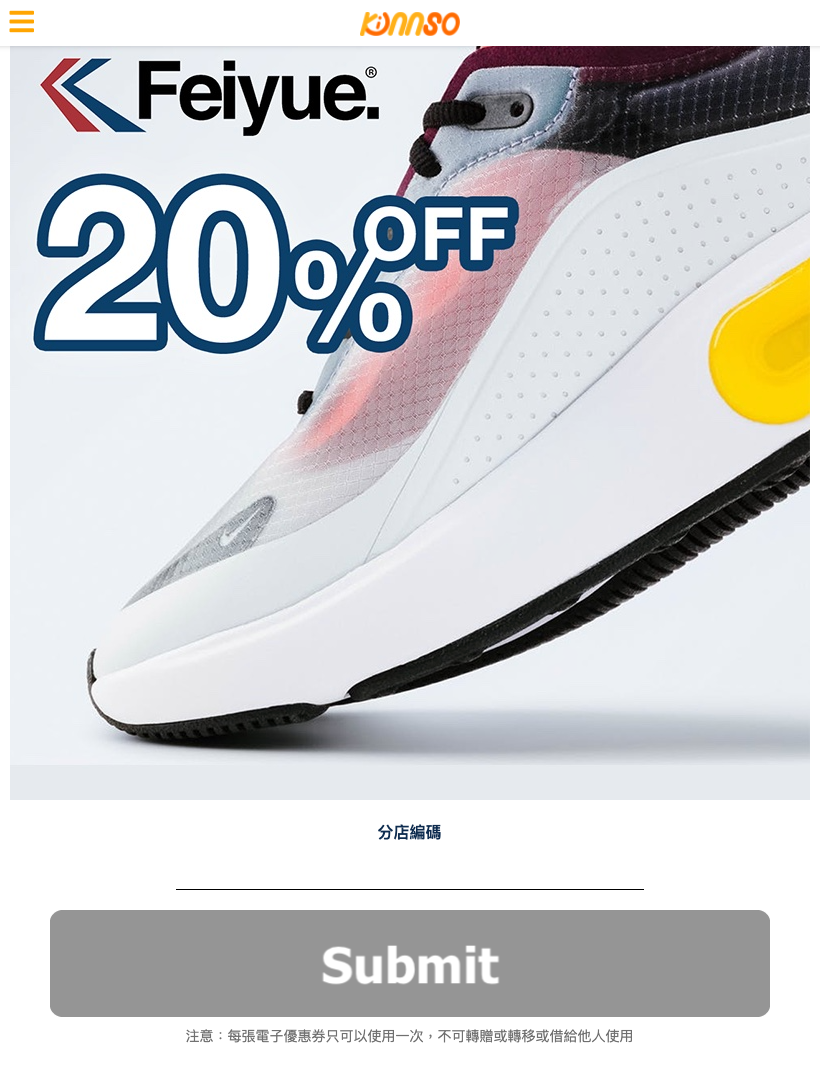 KINNSO
Feiyue.®
20% OFF
分店編碼
Submit
注意：每張電子優惠券只可以使用一次，不可轉贈或轉移或借給他人使用